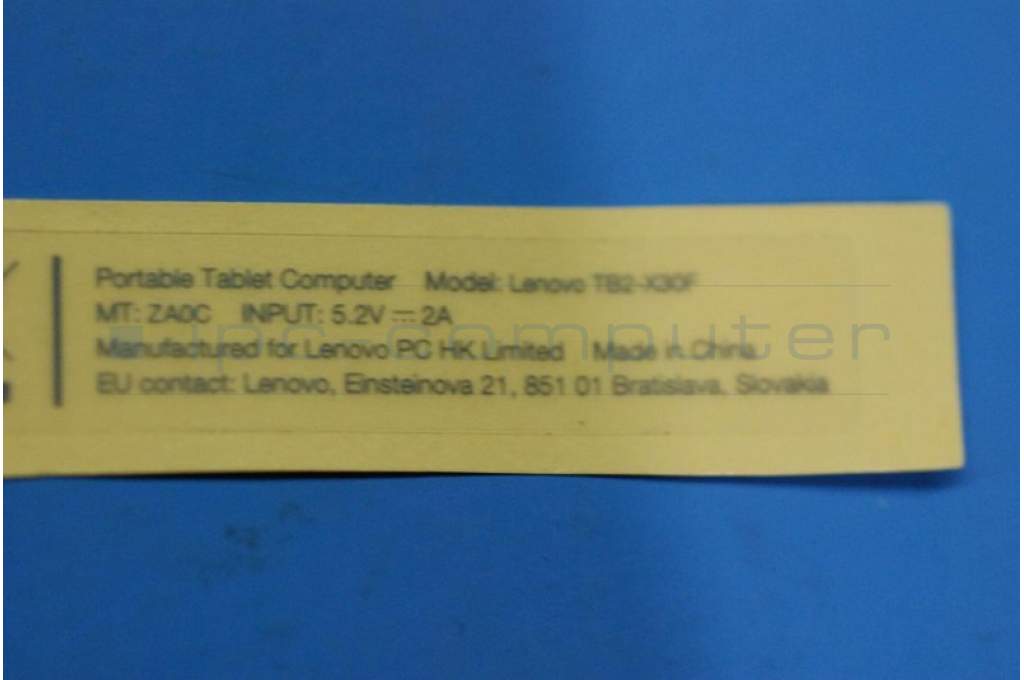 Portable Tablet Computer Model: Lenovo TB2-X30F
MT: ZA0C INPUT: 5.2V ⎓ 2A
ipc-computer
Manufactured for Lenovo PC HK Limited Made in China
EU contact: Lenovo, Einsteinova 21, 851 01 Bratislava, Slovakia